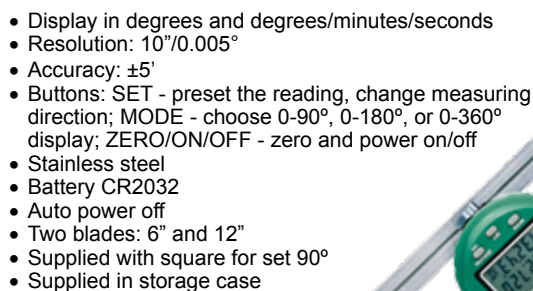 • Display in degrees and degrees/minutes/seconds
• Resolution: 10”/0.005°
• Accuracy: ±5’
• Buttons: SET - preset the reading, change measuring
direction; MODE - choose 0-90º, 0-180º, or 0-360º
display; ZERO/ON/OFF - zero and power on/off
• Stainless steel
• Battery CR2032
• Auto power off
• Two blades: 6” and 12”
• Supplied with square for set 90º
• Supplied in storage case